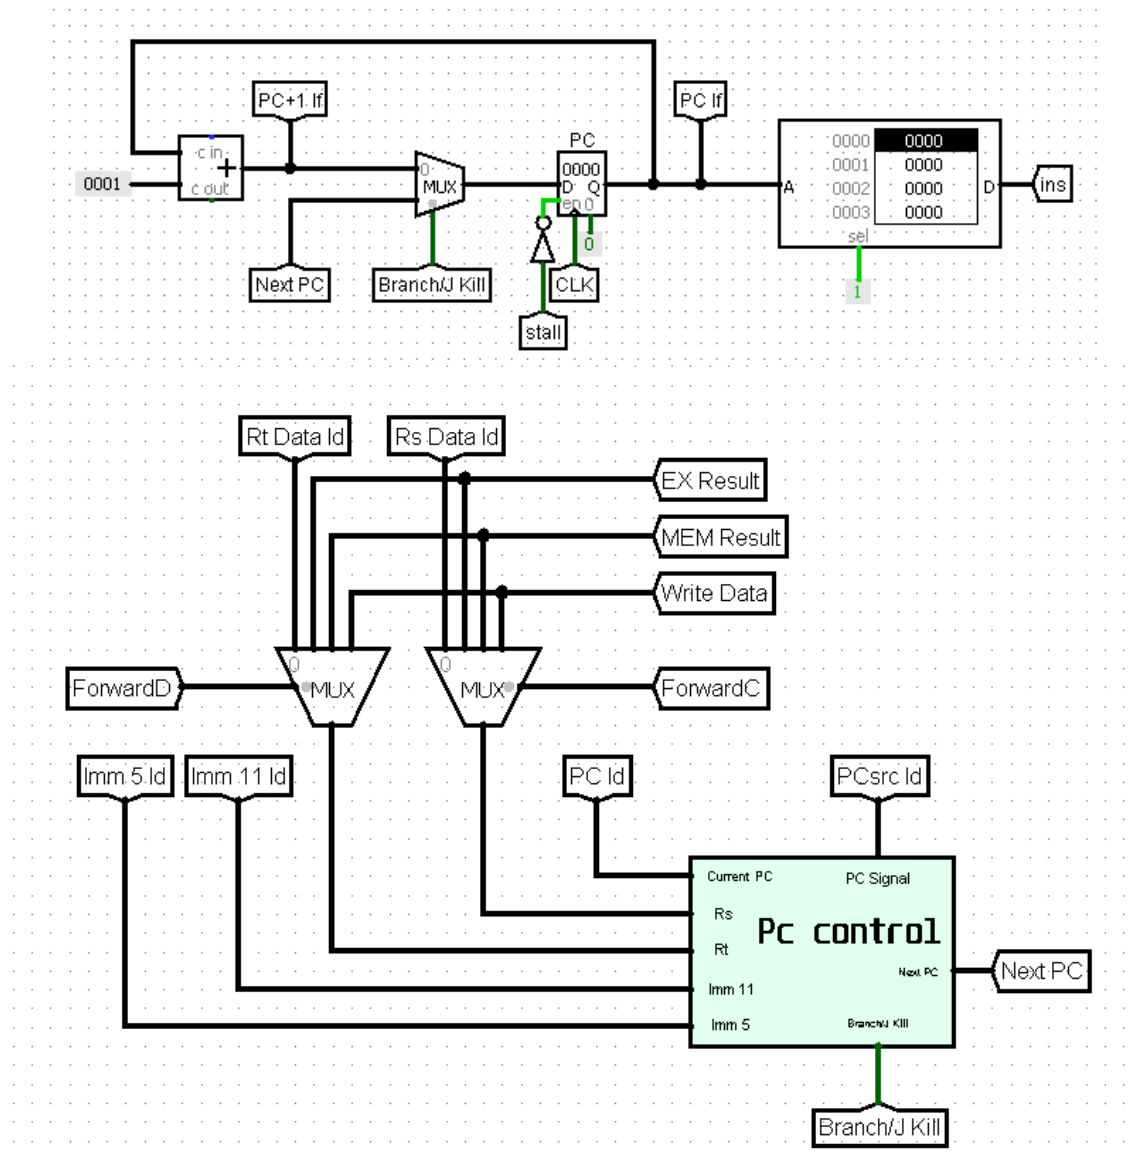 PC+1 If
PC If
PC
c in
+
c out
0001
0
MUX
0000
D Q
en 0
0
A
0000 0000
0001 0000
0002 0000
0003 0000
D
sel
1
ins
Next PC
Branch/J Kill
CLK
stall
Rt Data Id
Rs Data Id
EX Result
MEM Result
Write Data
0
MUX
0
MUX
ForwardD
ForwardC
Imm 5 Id
Imm 11 Id
PC Id
PCsrc Id
Current PC
PC Signal
Rs
Pc control
Rt
Next PC
Next PC
Imm 11
Imm 5
Branch/J Kill
Branch/J Kill